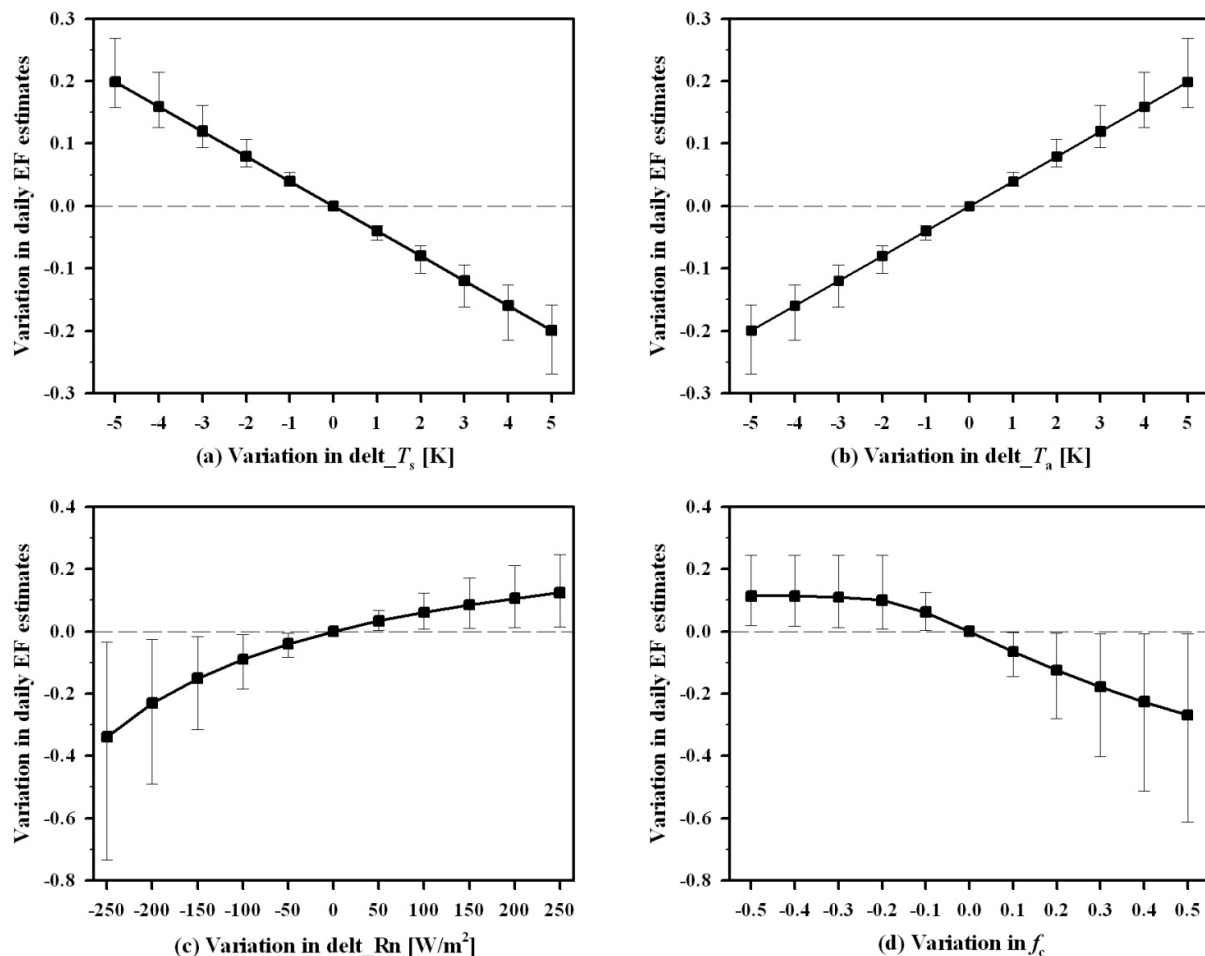 Variation in daily EF estimates
0.3
0.2
0.1
0.0
-0.1
-0.2
-0.3
-5 -4 -3 -2 -1 0 1 2 3 4 5
(a) Variation in delt_Ts [K]
Variation in daily EF estimates
0.3
0.2
0.1
0.0
-0.1
-0.2
-0.3
-5 -4 -3 -2 -1 0 1 2 3 4 5
(b) Variation in delt_Ta [K]
Variation in daily EF estimates
0.4
0.2
0.0
-0.2
-0.4
-0.6
-0.8
-250 -200 -150 -100 -50 0 50 100 150 200 250
(c) Variation in delt_Rn [W/m²]
Variation in daily EF estimates
0.4
0.2
0.0
-0.2
-0.4
-0.6
-0.8
-0.5 -0.4 -0.3 -0.2 -0.1 0.0 0.1 0.2 0.3 0.4 0.5
(d) Variation in fc